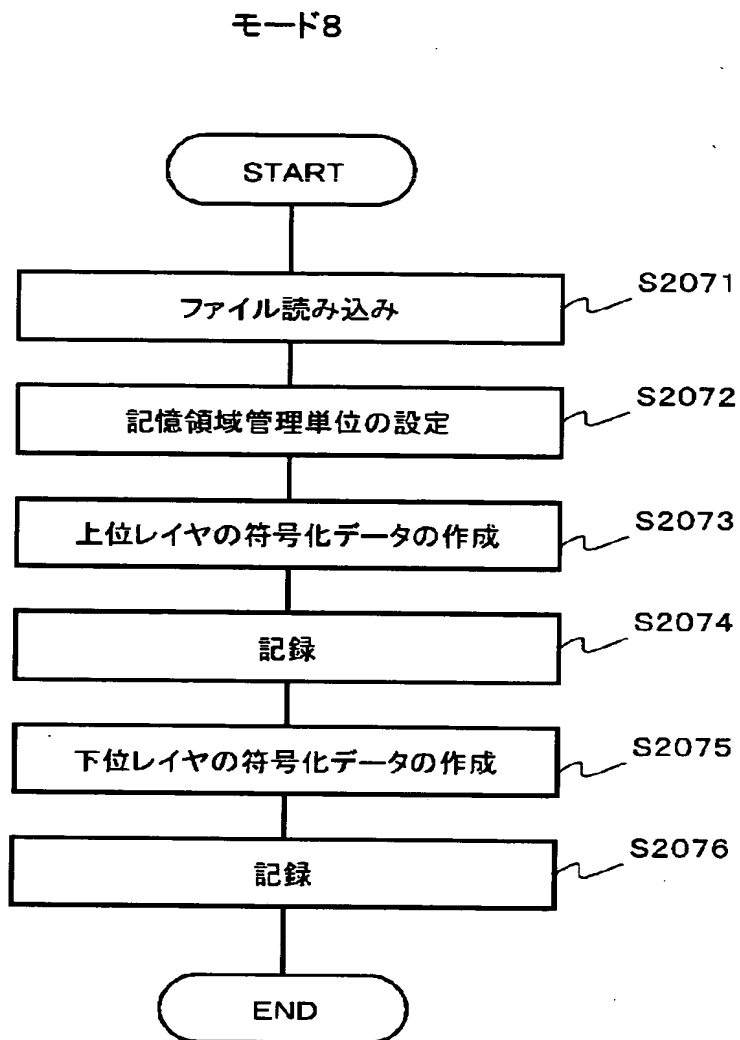 モード8
START
ファイル読み込み
S2071
記憶領域管理単位の設定
S2072
上位レイヤの符号化データの作成
S2073
記録
S2074
下位レイヤの符号化データの作成
S2075
記録
S2076
END